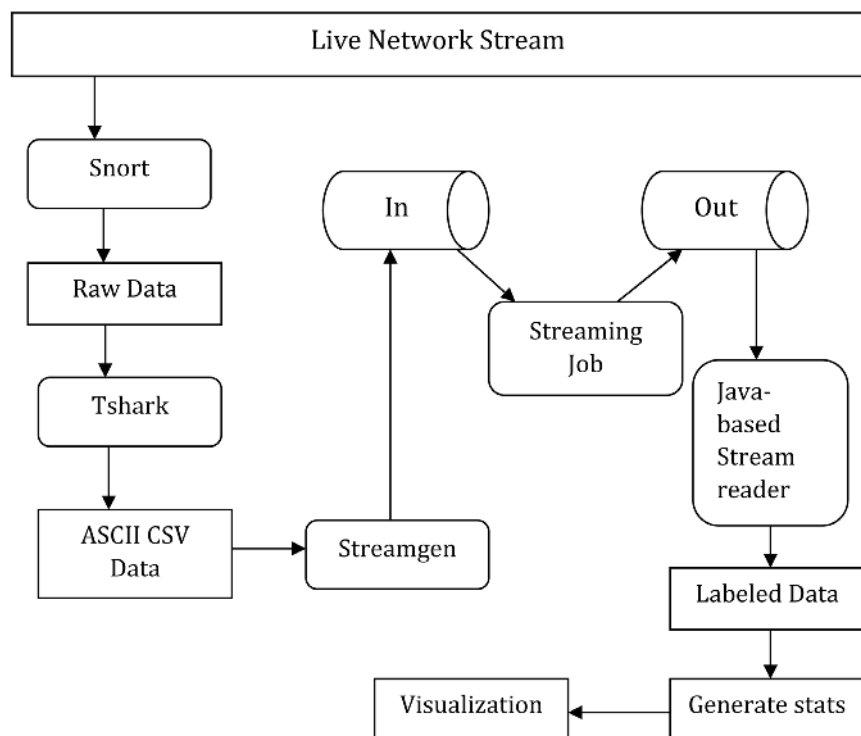 Live Network Stream
Snort
Raw Data
Tshark
ASCII CSV
Data
Streamgen
In
Streaming
Job
Out
Java-
based
Stream
reader
Labeled Data
Generate stats
Visualization